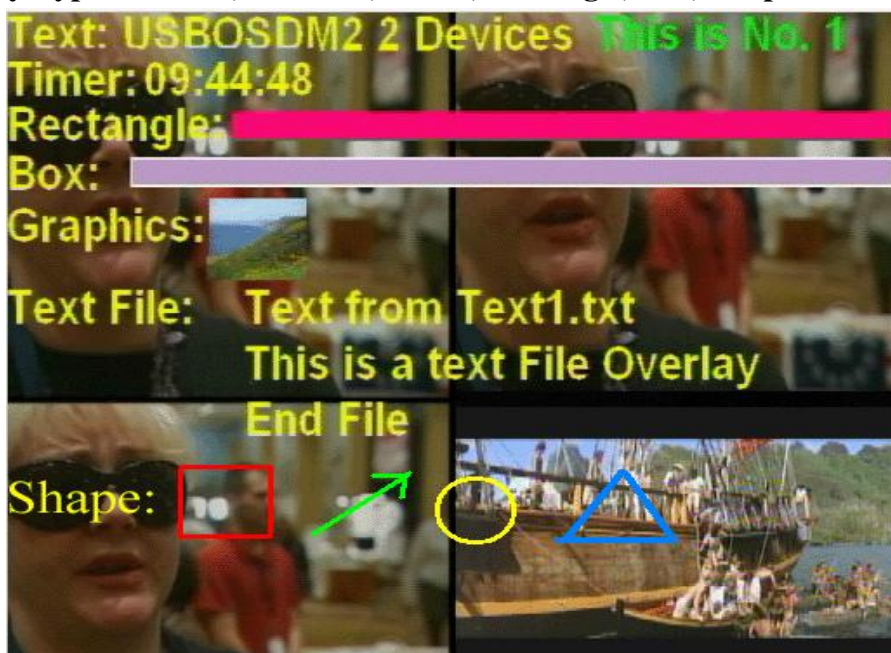 Text: USBOSDM2 2 Devices This is No. 1
Timer: 09:44:48
Rectangle:
Box:
Graphics:
Text File: Text from Text1.txt
This is a text File Overlay
End File
Shape: